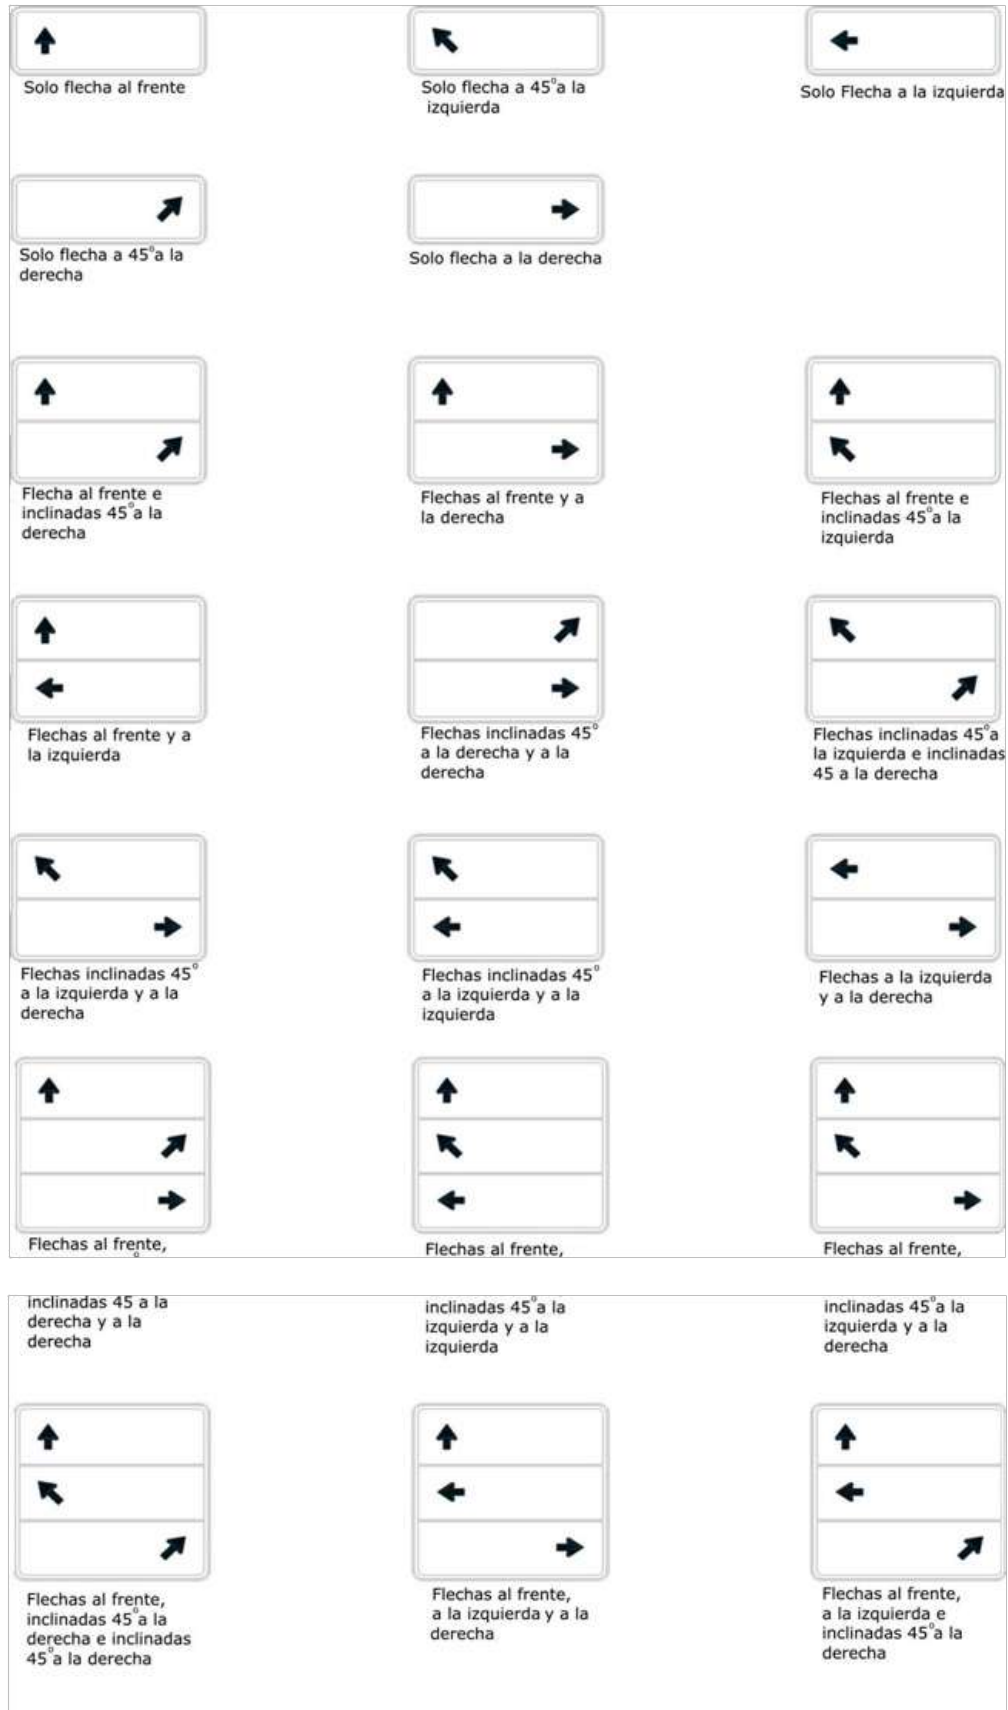 Solo flecha al frente
Solo flecha a 45°a la
izquierda
Solo Flecha a la izquierda
Solo flecha a 45°a la
derecha
Solo flecha a la derecha
Flecha al frente e
inclinadas 45°a la
derecha
Flechas al frente y a
la derecha
Flechas al frente e
inclinadas 45°a la
izquierda
Flechas al frente y a
la izquierda
Flechas inclinadas 45°
a la derecha y a la
derecha
Flechas inclinadas 45°a
la izquierda e inclinadas
45 a la derecha
Flechas inclinadas 45°
a la izquierda y a la
derecha
Flechas inclinadas 45°
a la izquierda y a la
izquierda
Flechas a la izquierda
y a la derecha
Flechas al frente,
inclinadas 45°a la
derecha y a la
derecha
Flechas al frente,
inclinadas 45°a la
izquierda y a la
izquierda
Flechas al frente,
inclinadas 45°a la
izquierda y a la
derecha
Flechas al frente,
inclinadas 45°a la
derecha e inclinadas
45°a la derecha
Flechas al frente,
a la izquierda y a la
derecha
Flechas al frente,
a la izquierda e
inclinadas 45°a la
derecha